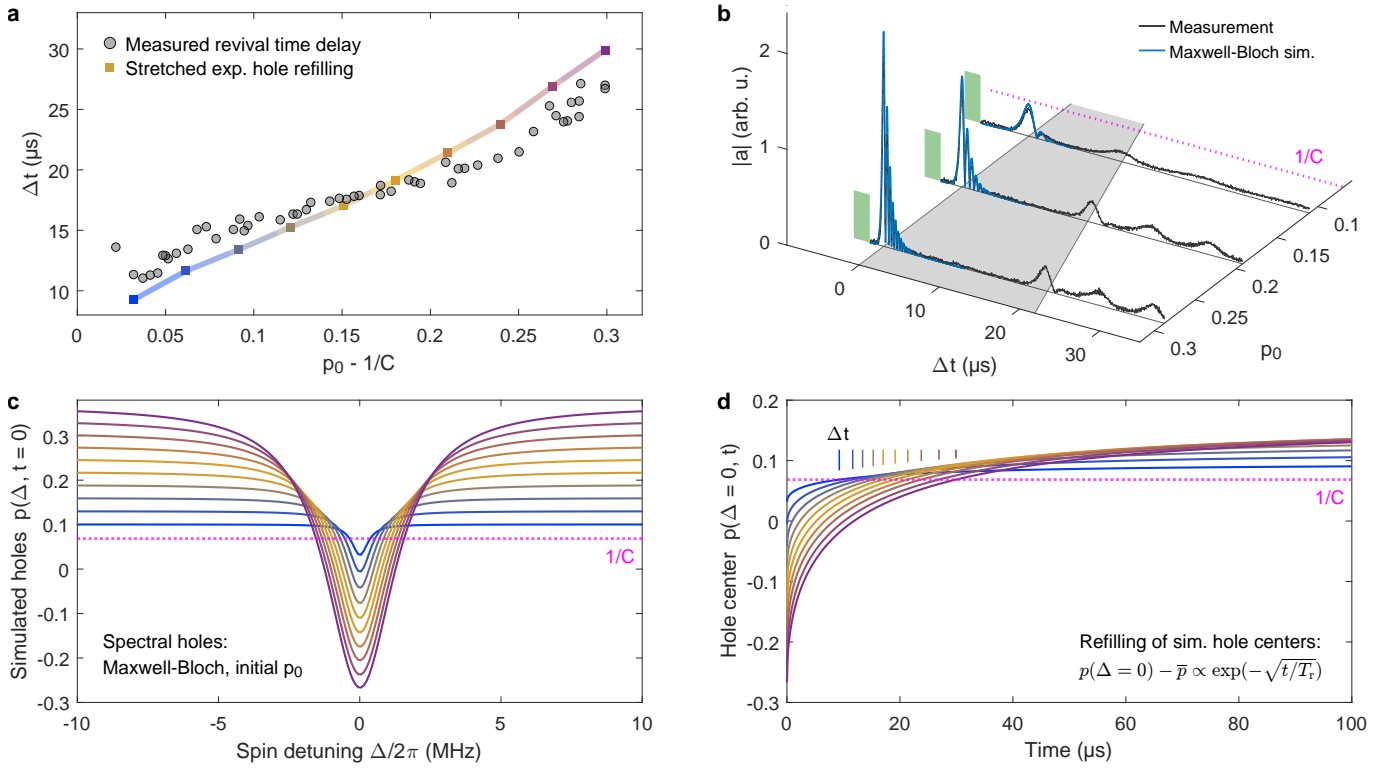 a
Measured revival time delay
Stretched exp. hole refilling
Δt (µs)
30
25
20
15
10
0
0.05
0.1
0.15
0.2
0.25
0.3
p0 - 1/C
b
Measurement
Maxwell-Bloch sim.
|a| (arb. u.)
2
1
0
1/C
0
10
20
30
Δt (µs)
0.1
0.15
0.2
0.25
0.3
p0
c
Simulated holes p(Δ, t = 0)
0.3
0.2
0.1
0
-0.1
-0.2
-0.3
1/C
Spectral holes:
Maxwell-Bloch, initial p0
-10
-5
0
5
10
Spin detuning Δ/2π (MHz)
d
Hole center p(Δ = 0, t)
0.2
0.1
0
-0.1
-0.2
-0.3
Δt
1/C
Refilling of sim. hole centers:
p(Δ = 0) − p̅ ∝ exp(−√(t/Tr))
0
20
40
60
80
100
Time (µs)